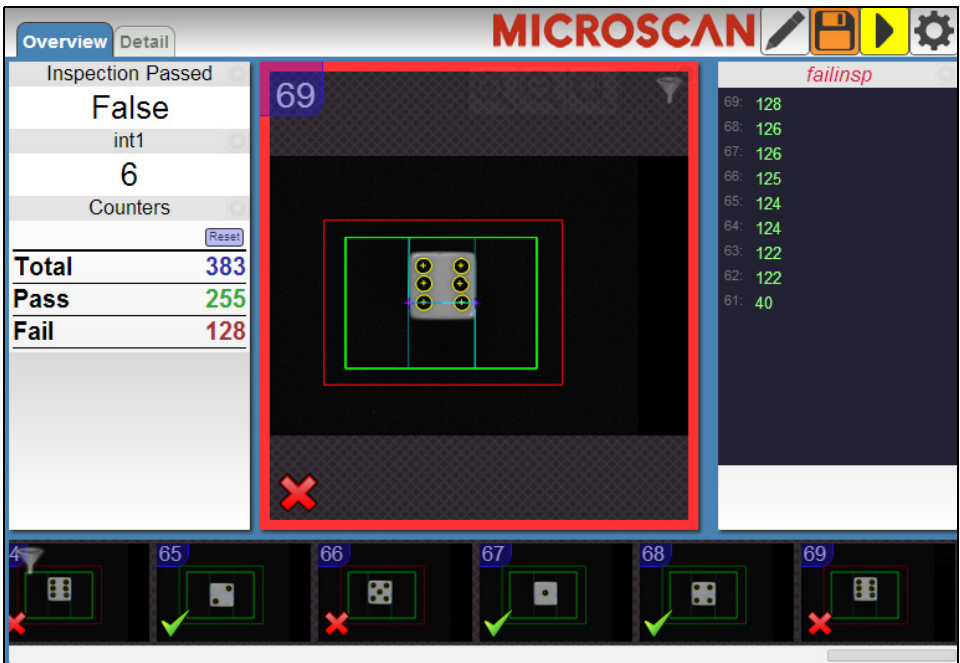 Overview Detail MICROSCAN
Inspection Passed
False
int1
6
Counters
Reset
Total 383
Pass 255
Fail 128
69
failinsp
69: 128
68: 126
67: 126
66: 125
65: 124
64: 124
63: 122
62: 122
61: 40
4 65 66 67 68 69